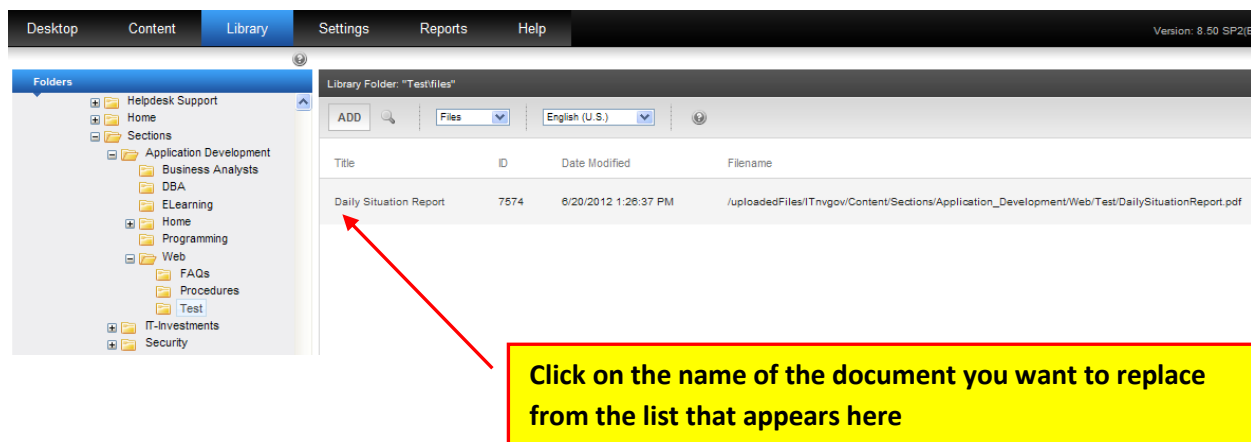 Desktop Content Library Settings Reports Help Version: 8.50 SP2(
Folders
Helpdesk Support
Home
Sections
Application Development
Business Analysts
DBA
ELearning
Home
Programming
Web
FAQs
Procedures
Test
IT-Investments
Security
Library Folder: "Test\files"
ADD Files English (U.S.)
Title ID Date Modified Filename
Daily Situation Report 7574 6/20/2012 1:26:37 PM /uploadedFiles/ITnvgov/Content/Sections/Application_Development/Web/Test/DailySituationReport.pdf
Click on the name of the document you want to replace
from the list that appears here